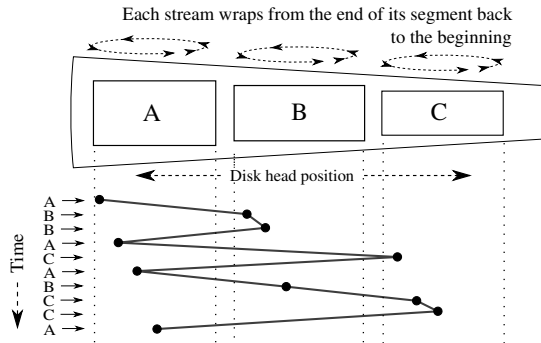 Each stream wraps from the end of its segment back
to the beginning
A
B
C
Disk head position
Time
A
B
B
A
C
A
B
C
C
A